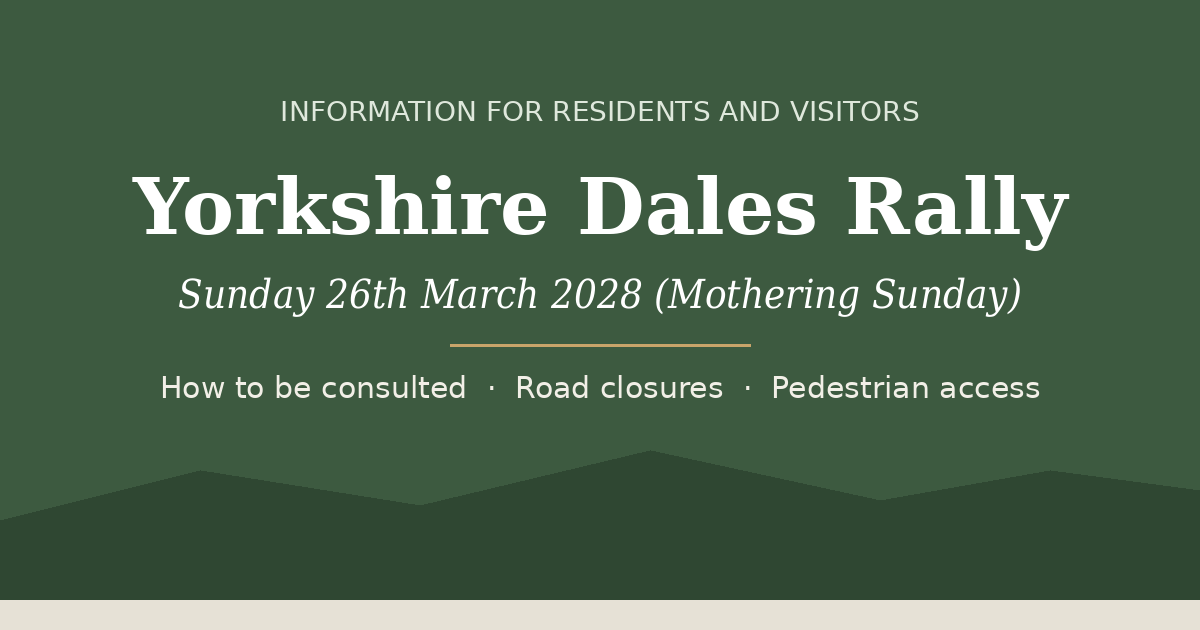 INFORMATION FOR RESIDENTS AND VISITORS
Yorkshire Dales Rally
Sunday 26th March 2028 (Mothering Sunday)
How to be consulted · Road closures · Pedestrian access